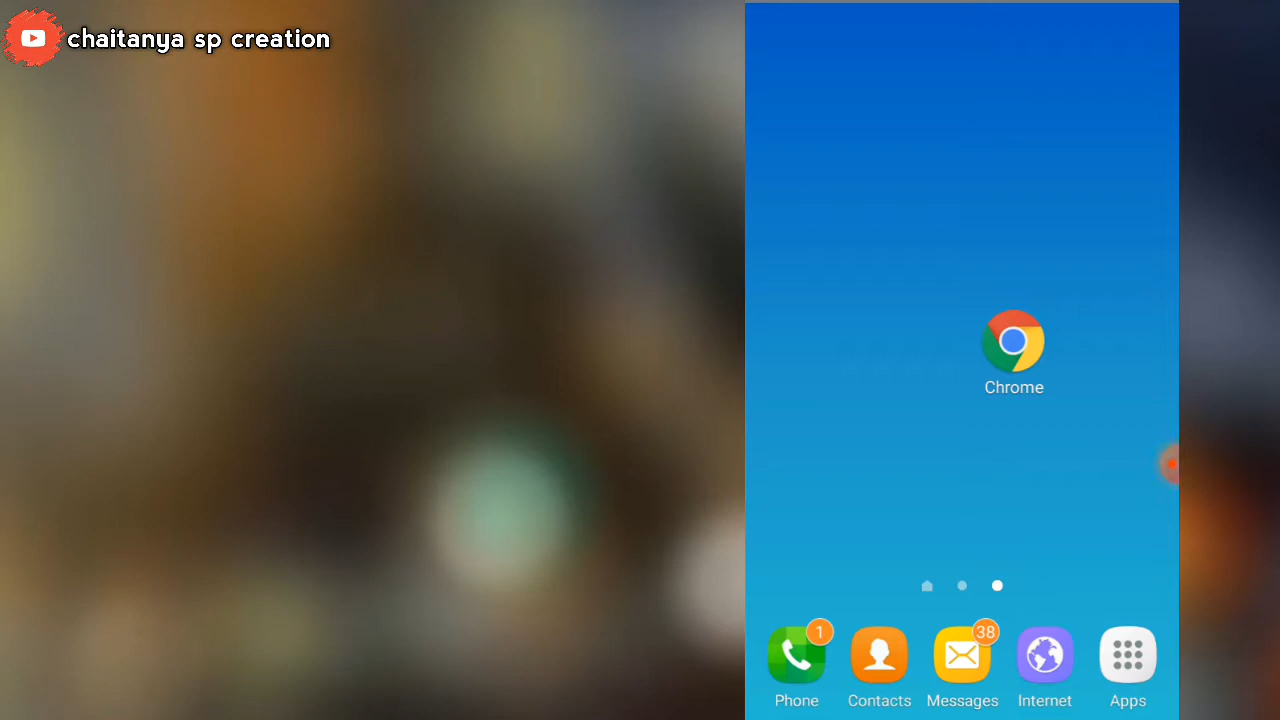 chaitanya sp creation
Chrome
1
38
Phone
Contacts
Messages
Internet
Apps